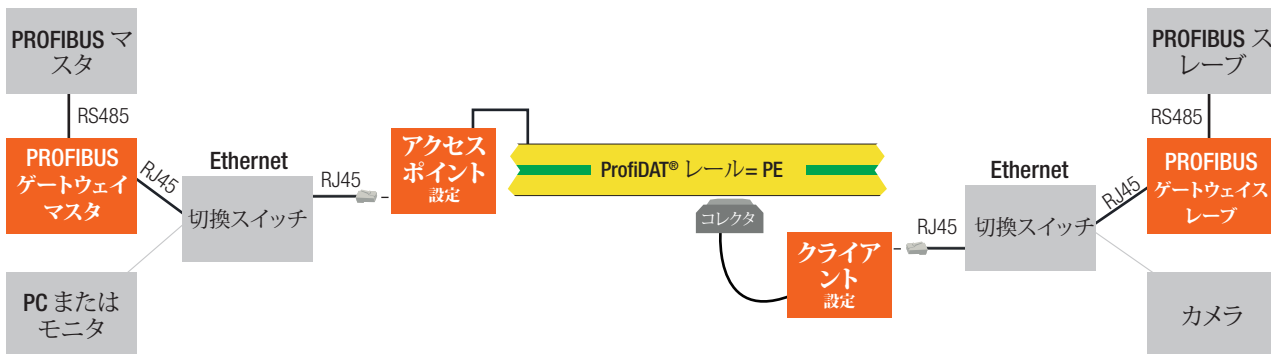 PROFIBUS マ
スタ
RS485
PROFIBUS
ゲートウェイ
マスタ
RJ45
Ethernet
切換スイッチ
PC または
モニタ
RJ45
アクセス
ポイント
設定
ProfiDAT® レール= PE
コレクタ
クライア
ント
設定
RJ45
Ethernet
切換スイッチ
RJ45
PROFIBUS ス
レーブ
RS485
PROFIBUS
ゲートウェイス
レーブ
カメラ